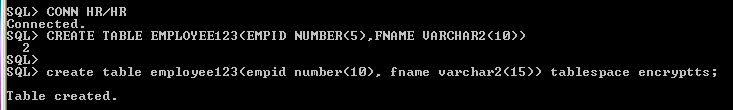 SQL> CONN HR/HR
Connected.
SQL> CREATE TABLE EMPLOYEE123(EMPID NUMBER(5),FNAME VARCHAR2(10))
2
SQL>
SQL> create table employee123(empid number(10), fname varchar2(15)) tablespace encryptts;
Table created.